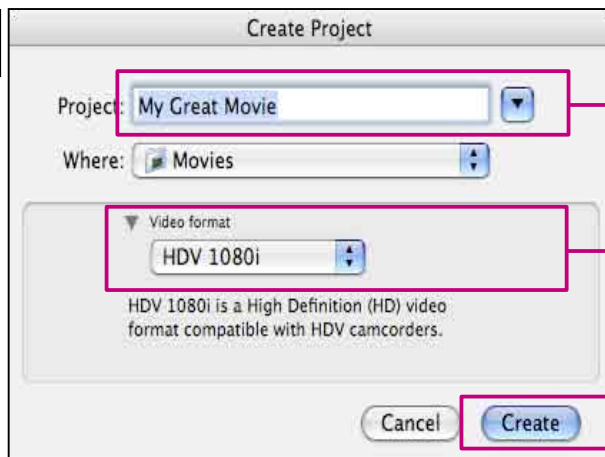 Create Project
Project: My Great Movie
Where: Movies
Video format
HDV 1080i
HDV 1080i is a High Definition (HD) video
format compatible with HDV camcorders.
Cancel Create